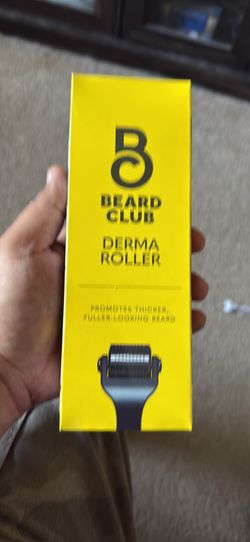 BEARD
CLUB
DERMA
ROLLER
PROMOTES THICKER,
FULLER-LOOKING BEARD